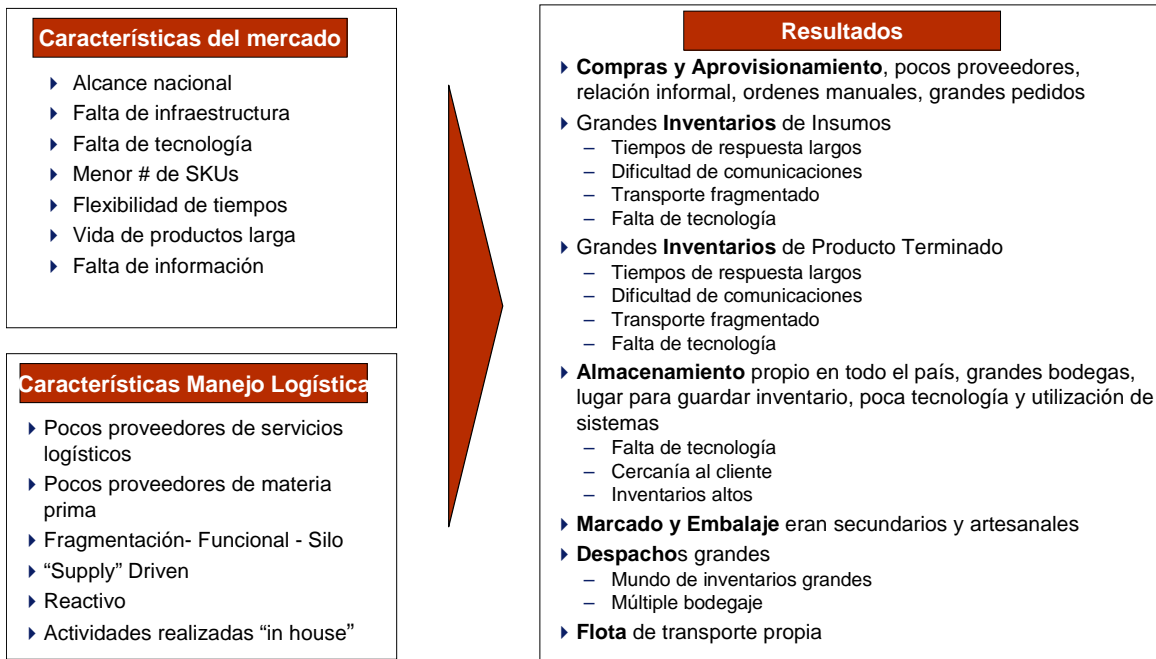 Características del mercado
Alcance nacional
Falta de infraestructura
Falta de tecnología
Menor # de SKUs
Flexibilidad de tiempos
Vida de productos larga
Falta de información
Características Manejo Logística
Pocos proveedores de servicios
logísticos
Pocos proveedores de materia
prima
Fragmentación- Funcional - Silo
“Supply” Driven
Reactivo
Actividades realizadas “in house”
Resultados
Compras y Aprovisionamiento, pocos proveedores,
relación informal, ordenes manuales, grandes pedidos
Grandes Inventarios de Insumos
– Tiempos de respuesta largos
– Dificultad de comunicaciones
– Transporte fragmentado
– Falta de tecnología
Grandes Inventarios de Producto Terminado
– Tiempos de respuesta largos
– Dificultad de comunicaciones
– Transporte fragmentado
– Falta de tecnología
Almacenamiento propio en todo el país, grandes bodegas,
lugar para guardar inventario, poca tecnología y utilización de
sistemas
– Falta de tecnología
– Cercanía al cliente
– Inventarios altos
Marcado y Embalaje eran secundarios y artesanales
Despachos grandes
– Mundo de inventarios grandes
– Múltiple bodegaje
Flota de transporte propia